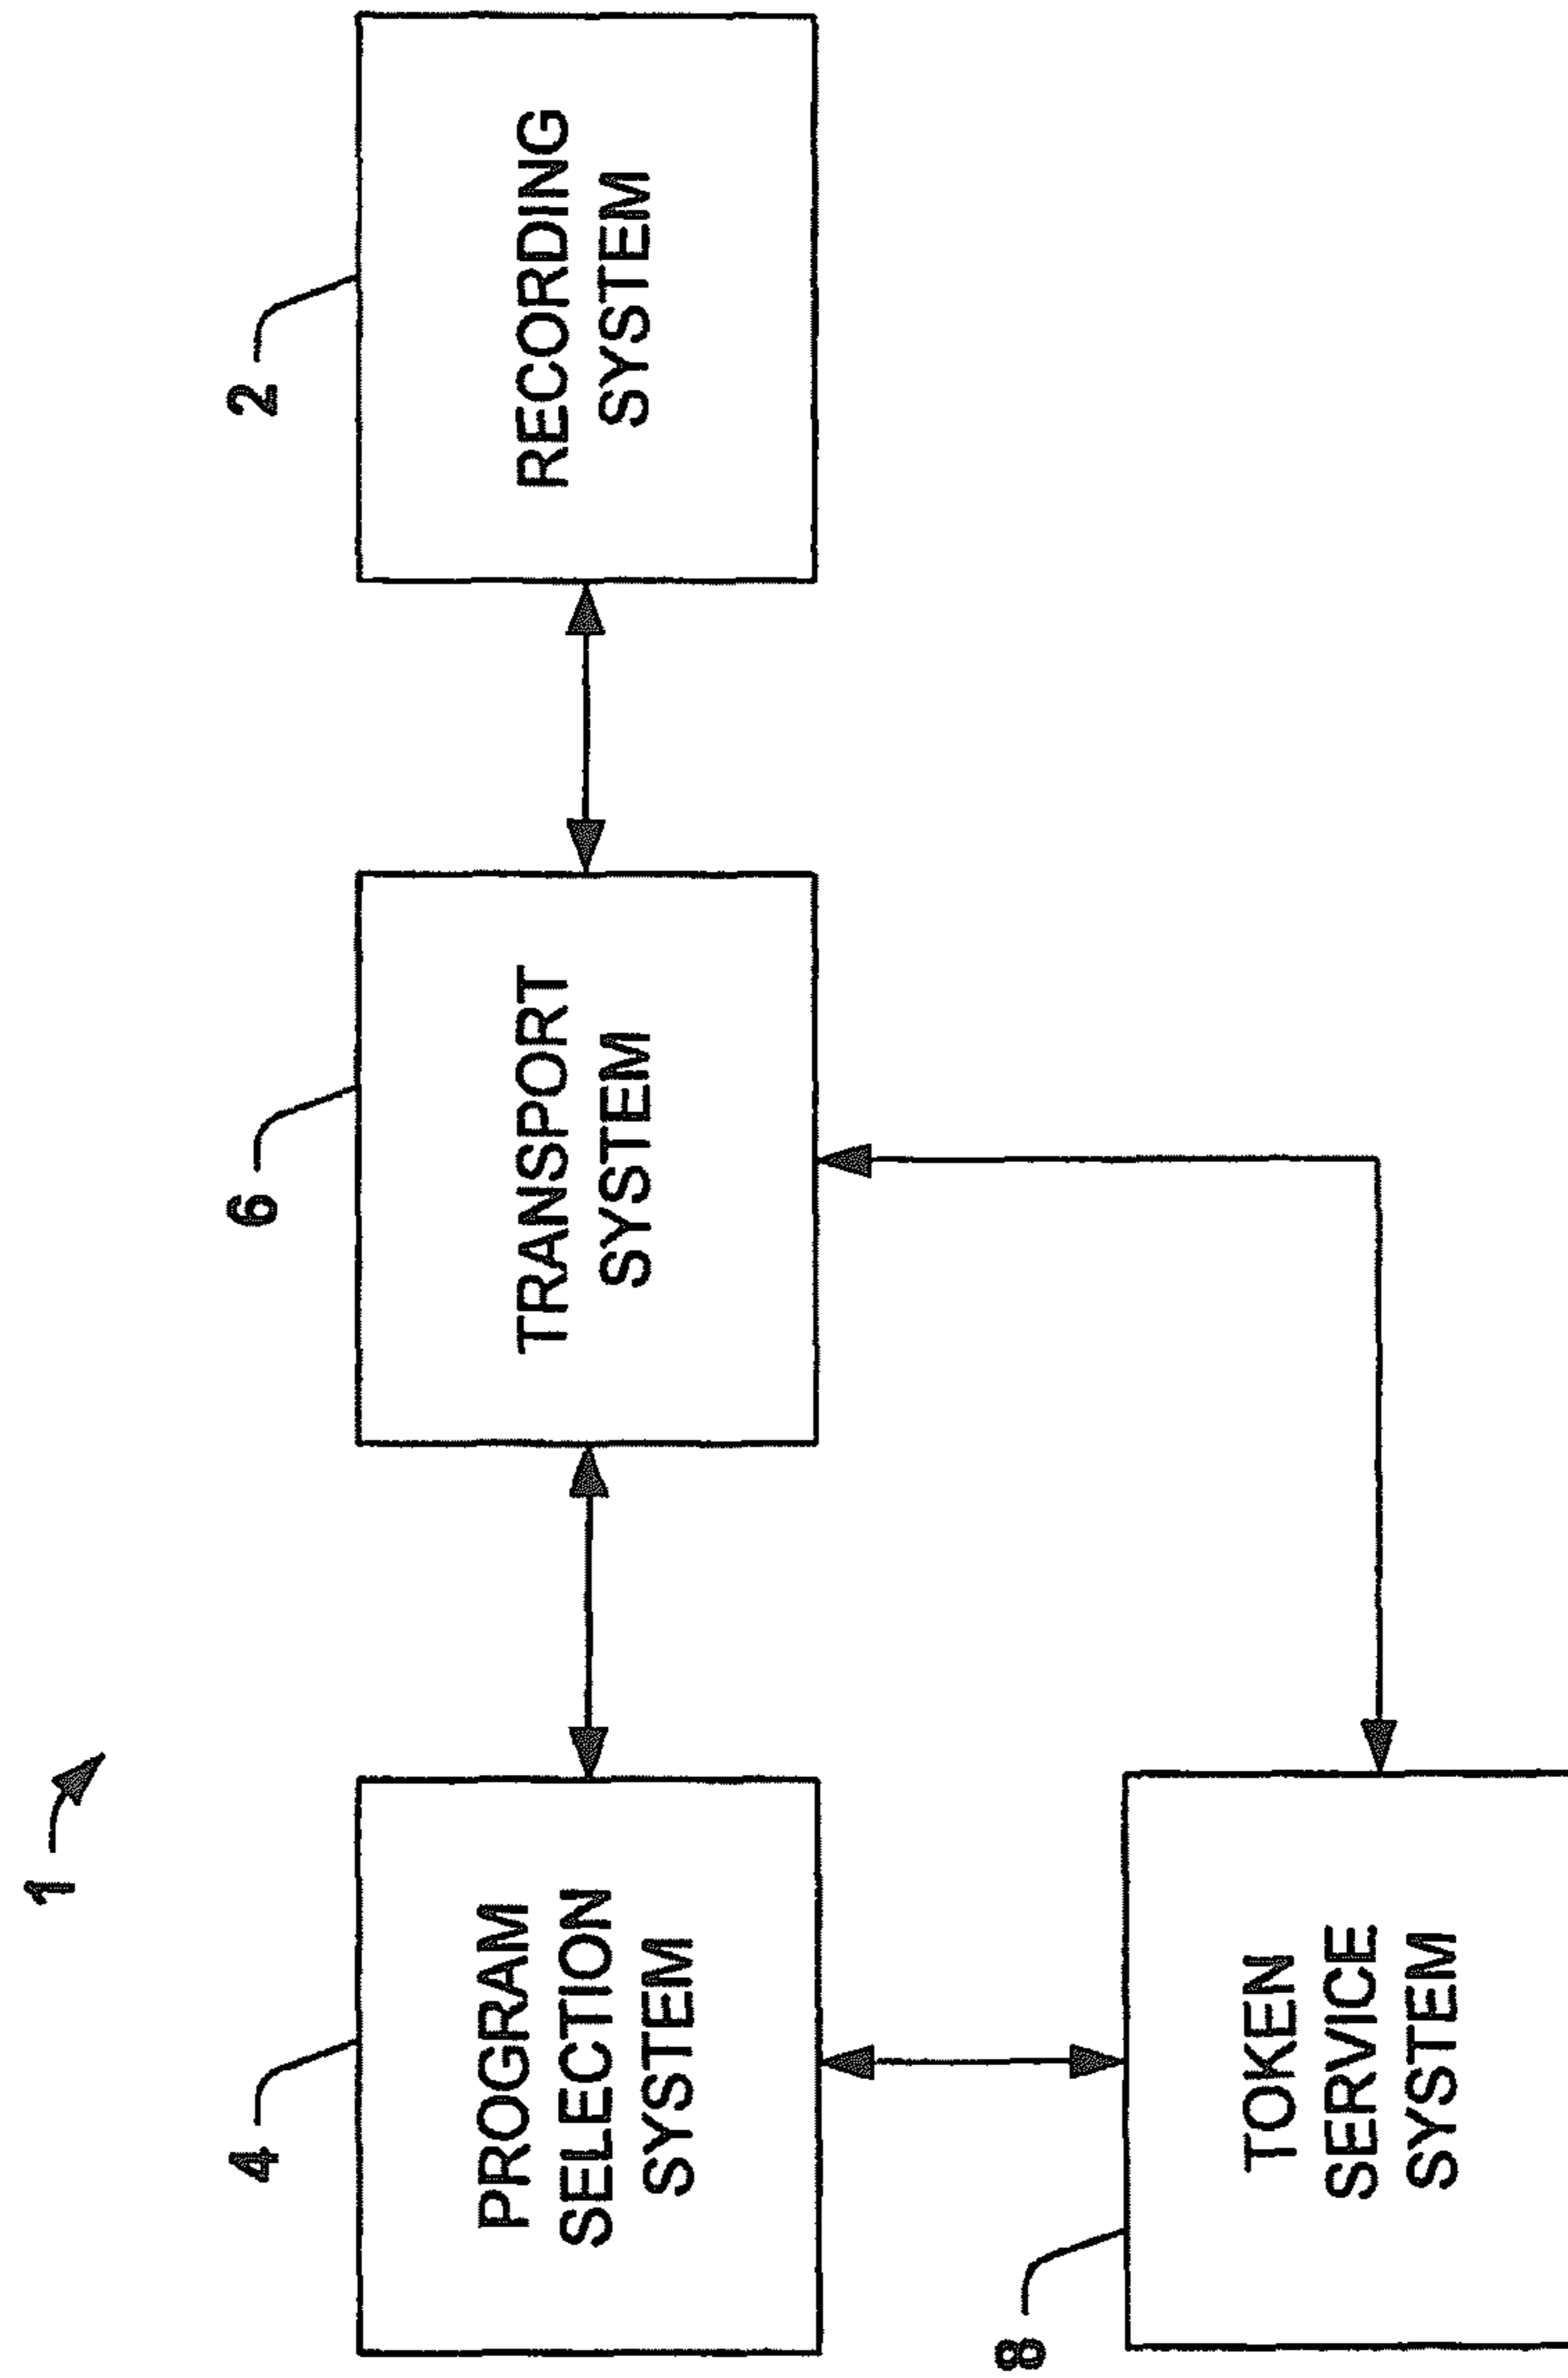 1
4
PROGRAM
SELECTION
SYSTEM
6
TRANSPORT
SYSTEM
2
RECORDING
SYSTEM
8
TOKEN
SERVICE
SYSTEM